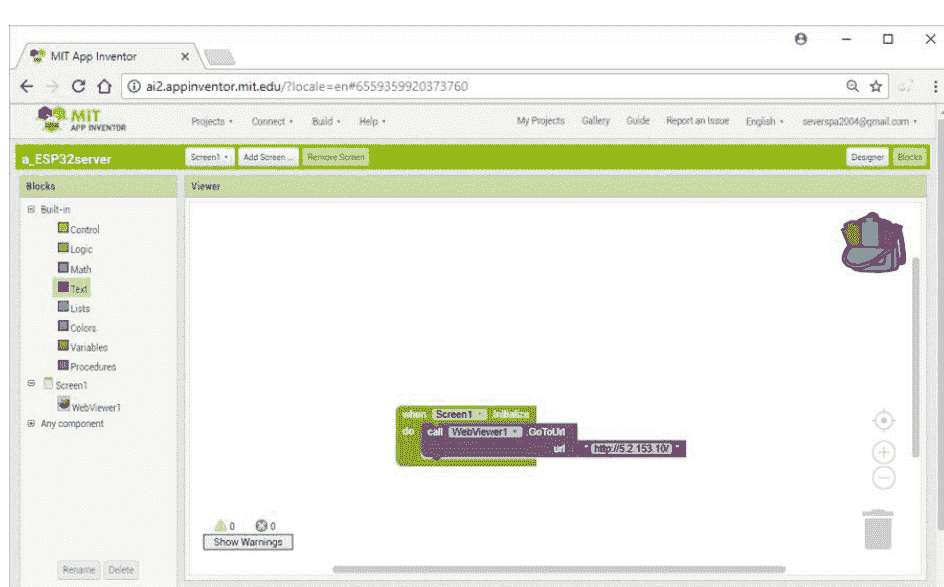 MIT App Inventor
ai2.appinventor.mit.edu/?locale=en#6559359920373760
MIT
APP INVENTOR
Projects Connect Build Help My Projects Gallery Guide Report an Issue English severspa2004@gmail.com
a_ESP32server Screen1 Add Screen ... Remove Screen Designer Blocks
Blocks Viewer
Built-in
Control
Logic
Math
Text
Lists
Colors
Variables
Procedures
Screen1
WebViewer1
Any component
when Screen1 .Initialize
do call WebViewer1 .GoToUrl
url " http://5.2.153.10/ "
0 0
Show Warnings
Rename Delete